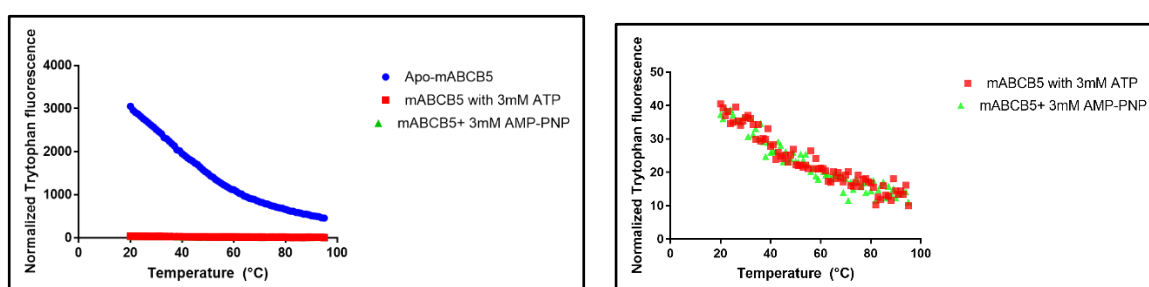 Normalized Trytophan fluorescence
4000
3000
2000
1000
0
0 20 40 60 80 100
Temperature (°C)
Apo-mABCB5
mABCB5 with 3mM ATP
mABCB5+ 3mM AMP-PNP
Normalized Trytophan fluorescence
50
40
30
20
10
0
0 20 40 60 80 100
Temperature (°C)
mABCB5 with 3mM ATP
mABCB5+ 3mM AMP-PNP